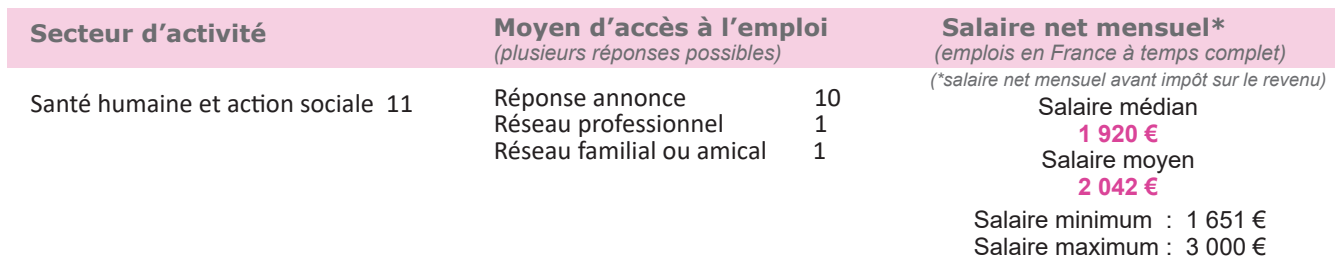 Secteur d’activité
Moyen d’accès à l’emploi
(plusieurs réponses possibles)
Salaire net mensuel*
(emplois en France à temps complet)
(*salaire net mensuel avant impôt sur le revenu)
Santé humaine et action sociale 11
Réponse annonce 10
Réseau professionnel 1
Réseau familial ou amical 1
Salaire médian
1 920 €
Salaire moyen
2 042 €
Salaire minimum : 1 651 €
Salaire maximum : 3 000 €